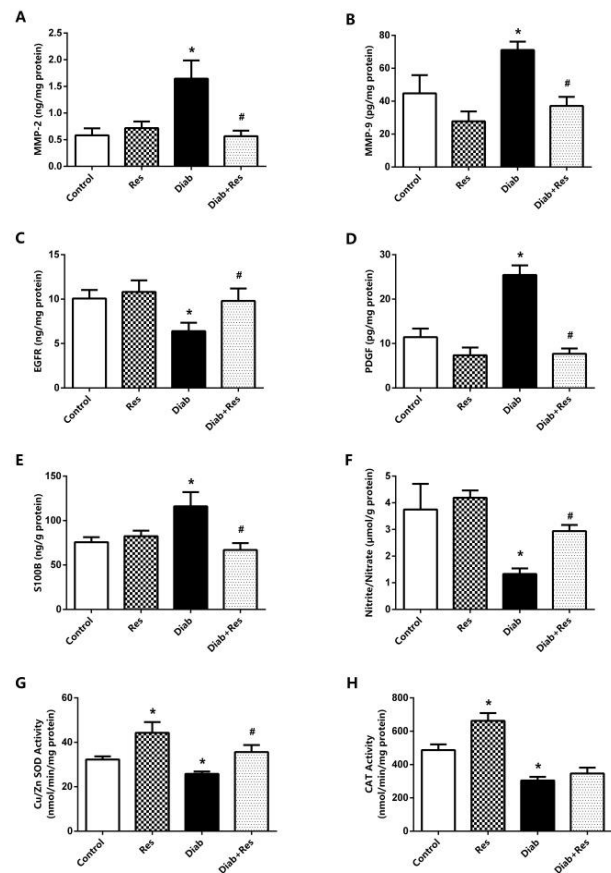 A
MMP-2 (ng/mg protein)
2.5
2.0
1.5
1.0
0.5
0.0
*
#
Control
Res
Diab
Diab+Res
B
MMP-9 (pg/mg protein)
80
60
40
20
0
*
#
Control
Res
Diab
Diab+Res
C
EGFR (ng/mg protein)
15
10
5
0
*
#
Control
Res
Diab
Diab+Res
D
PDGF (pg/mg protein)
30
20
10
0
*
#
Control
Res
Diab
Diab+Res
E
S100B (ng/g protein)
150
100
50
0
*
#
Control
Res
Diab
Diab+Res
F
Nitrite/Nitrate (µmol/g protein)
5
4
3
2
1
0
*
#
Control
Res
Diab
Diab+Res
G
Cu/Zn SOD Activity
(nmol/min/mg protein)
60
40
20
0
*
*
#
Control
Res
Diab
Diab+Res
H
CAT Activity
(nmol/min/mg protein)
800
600
400
200
0
*
*
Control
Res
Diab
Diab+Res